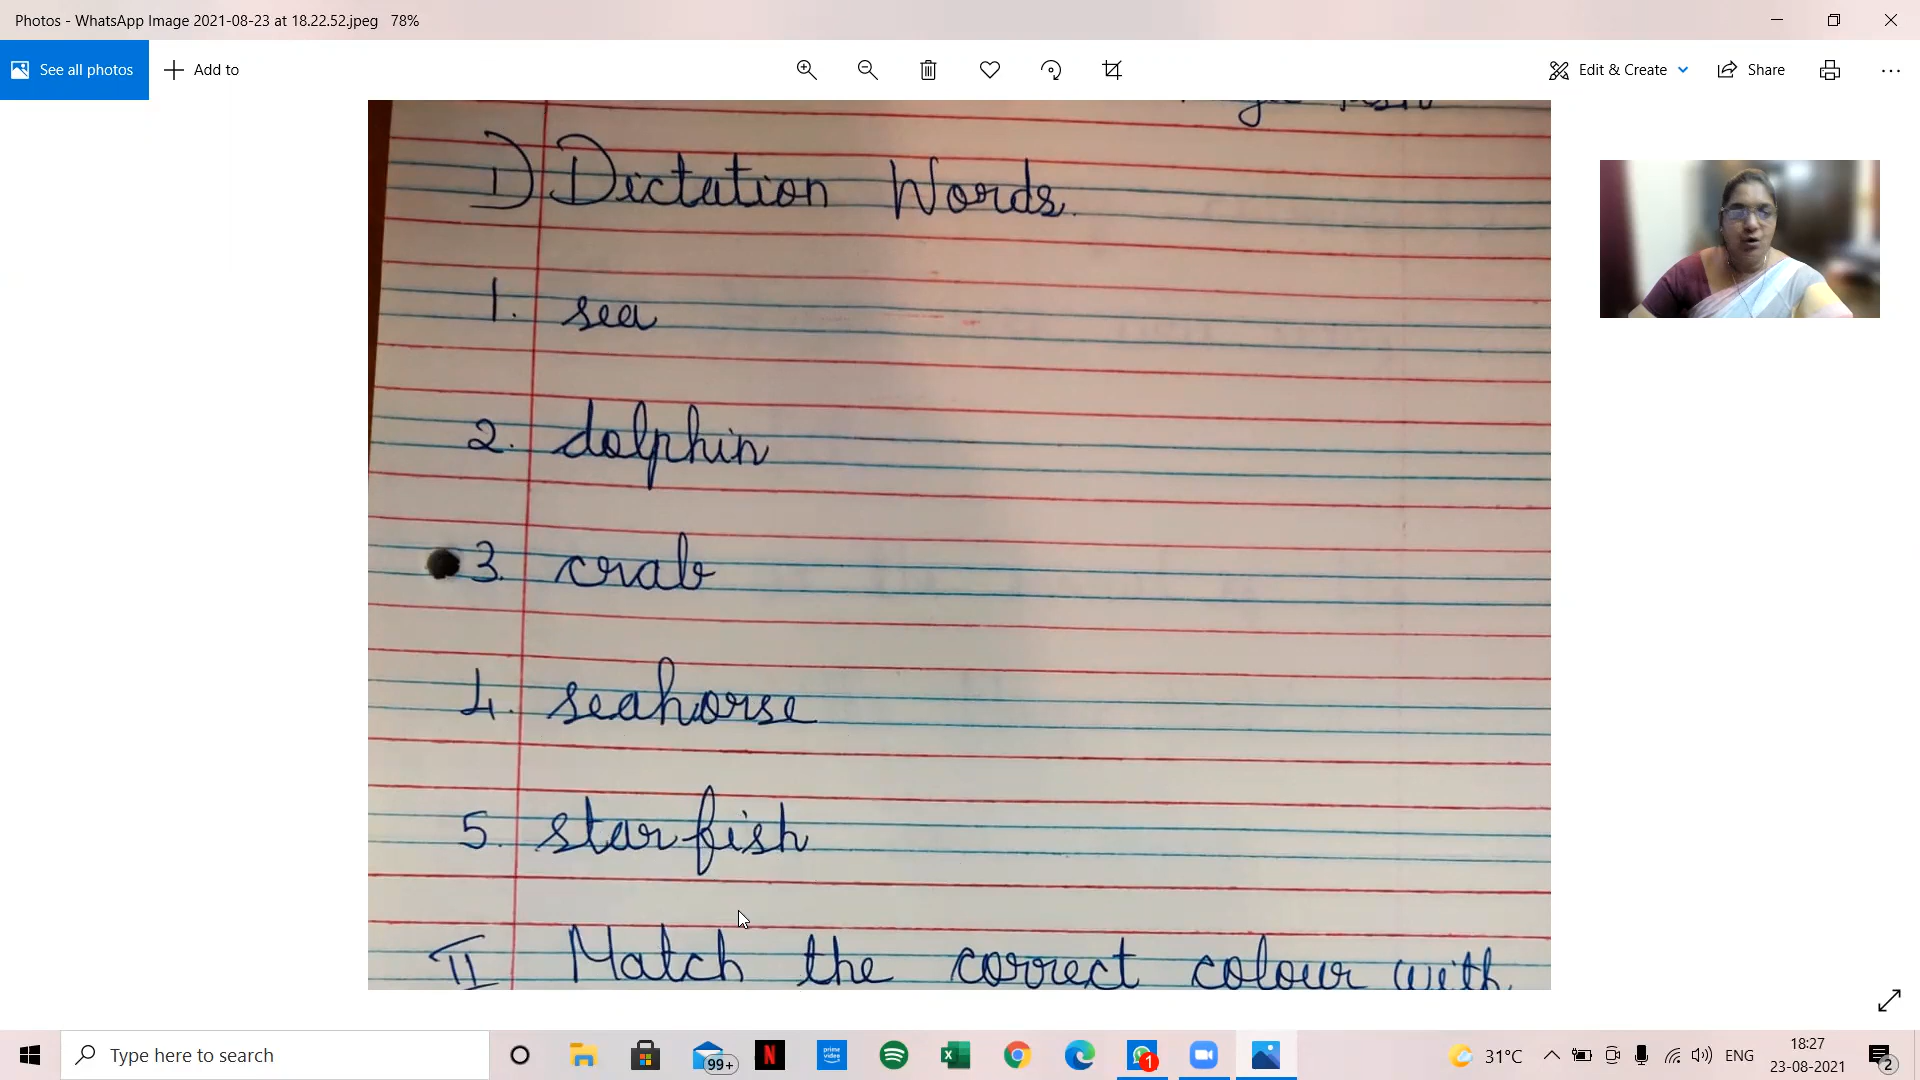 Photos - WhatsApp Image 2021-08-23 at 18.22.52.jpeg 78%
See all photos
Add to
Edit & Create
Share
I) Dictation Words.
1. sea
2. dolphin
3. crab
4. seahorse
5. starfish
II Match the correct colour with
Type here to search
99+
N
prime video
1
31°C
ENG
18:27
23-08-2021
2